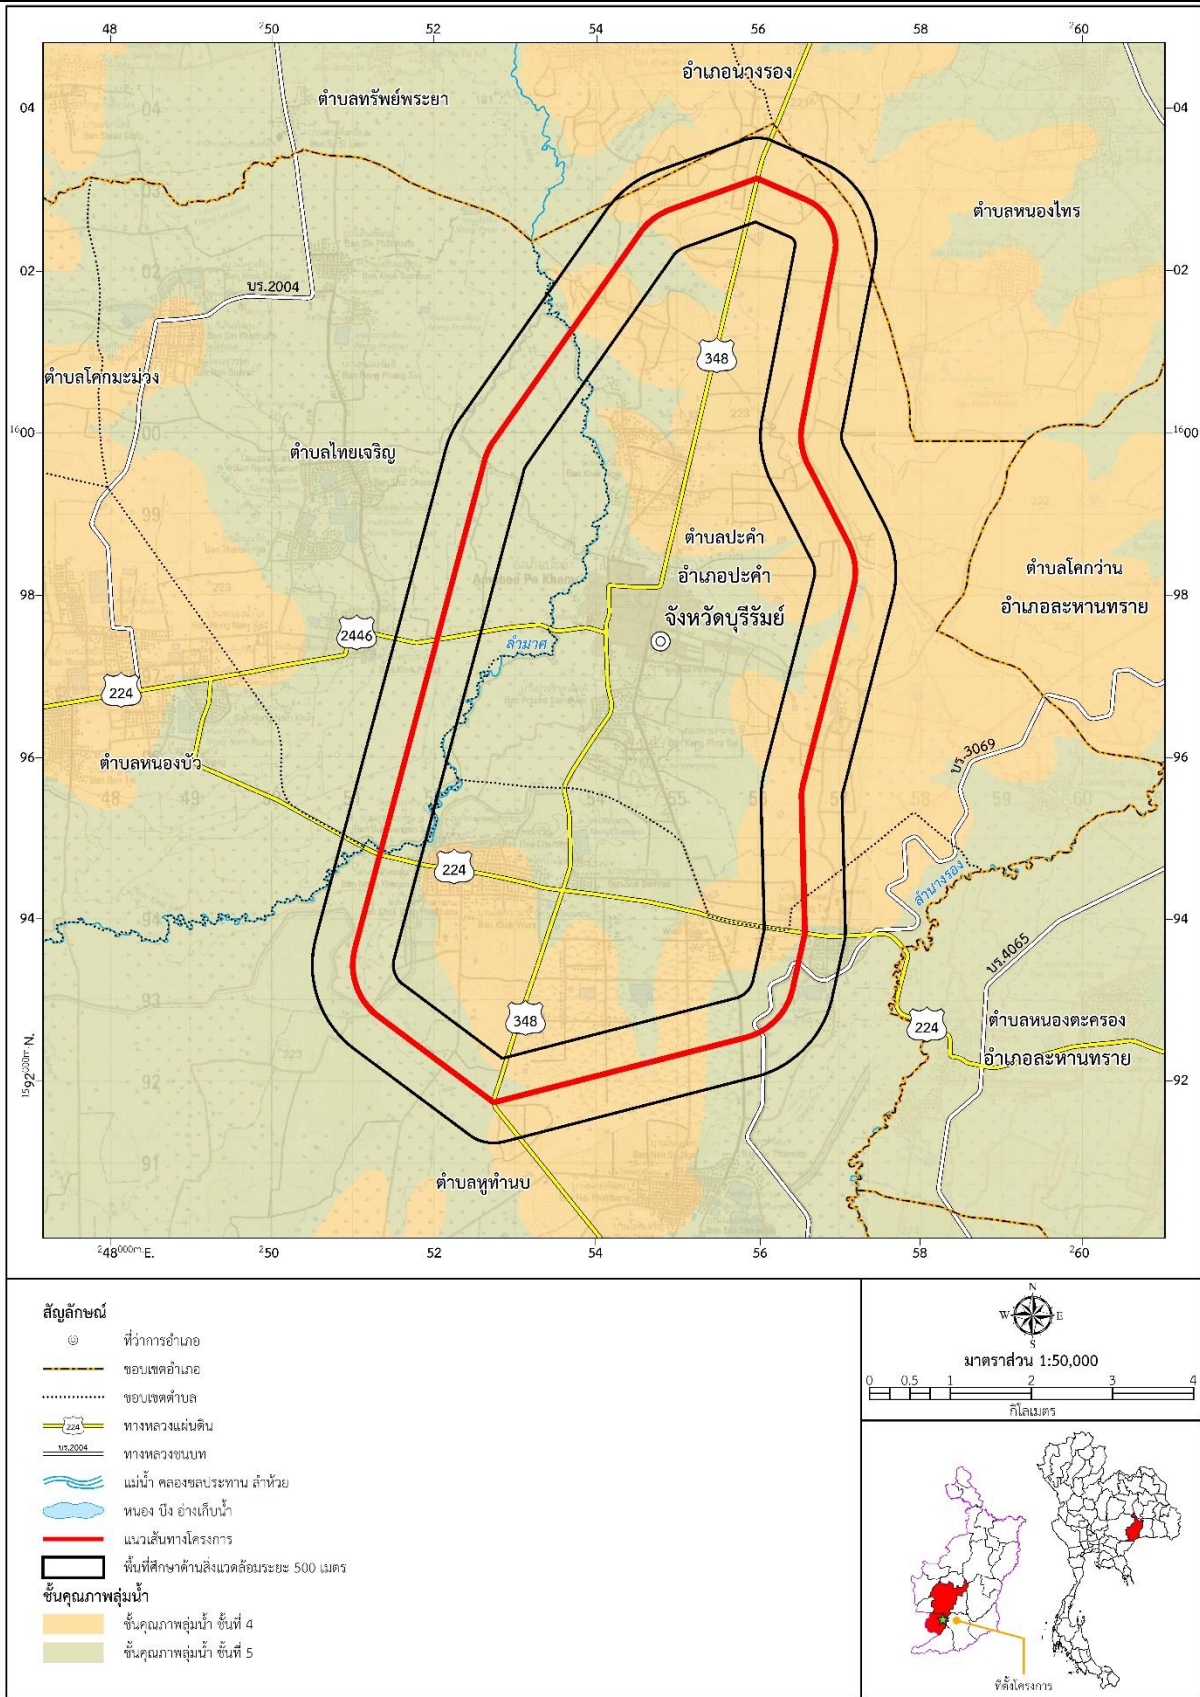 48 ²50 52 54 56 58 ²60
อำเภอนางรอง
ตำบลทรัพย์พระยา
04 04
ตำบลหนองไทร
02 02
บร.2004
348
ตำบลโคกมะม่วง
¹⁶00 ¹⁶00
ตำบลไทยเจริญ
ตำบลปะคำ
อำเภอปะคำ
ตำบลโคกว่าน
อำเภอละหานทราย
98 98
จังหวัดบุรีรัมย์
2446
ลำมาศ
224
96 96
ตำบลหนองบัว
บร.3069
224
ลำนางรอง
94 94
บร.4065
348
224
ตำบลหนองตะครอง
อำเภอละหานทราย
¹⁵92⁰⁰⁰ᵐ·N. 92
ตำบลหูทำนบ
²48⁰⁰⁰ᵐ·E. ²50 52 54 56 58 ²60
สัญลักษณ์
ที่ว่าการอำเภอ
ขอบเขตอำเภอ
ขอบเขตตำบล
224 ทางหลวงแผ่นดิน
บร.2004 ทางหลวงชนบท
แม่น้ำ คลองชลประทาน ลำห้วย
หนอง บึง อ่างเก็บน้ำ
แนวเส้นทางโครงการ
พื้นที่ศึกษาด้านสิ่งแวดล้อมระยะ 500 เมตร
ชั้นคุณภาพลุ่มน้ำ
ชั้นคุณภาพลุ่มน้ำ ชั้นที่ 4
ชั้นคุณภาพลุ่มน้ำ ชั้นที่ 5
N
W E
S
มาตราส่วน 1:50,000
0 0.5 1 2 3 4
กิโลเมตร
ที่ตั้งโครงการ